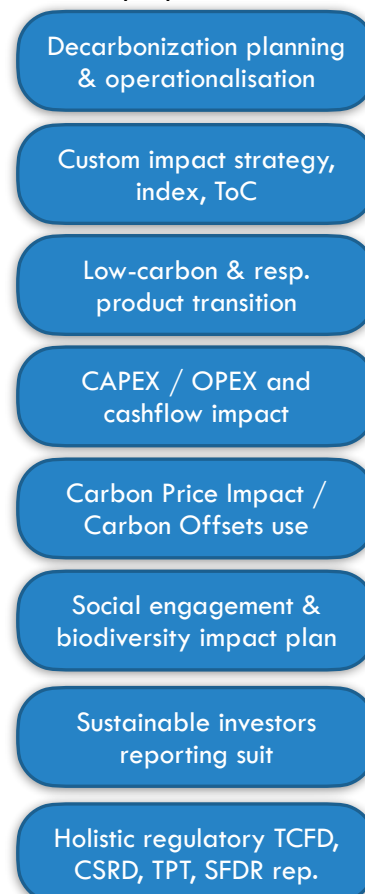 Decarbonization planning
& operationalisation
Custom impact strategy,
index, ToC
Low-carbon & resp.
product transition
CAPEX / OPEX and
cashflow impact
Carbon Price Impact /
Carbon Offsets use
Social engagement &
biodiversity impact plan
Sustainable investors
reporting suit
Holistic regulatory TCFD,
CSRD, TPT, SFDR rep.